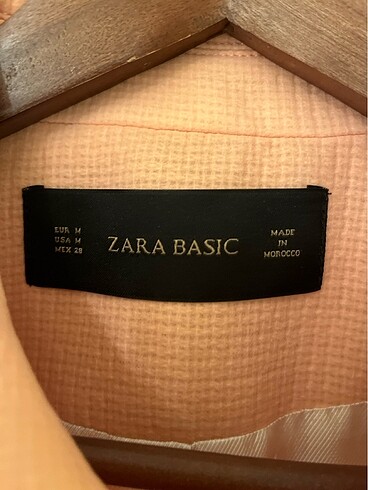 EUR M
USA M
MEX 28
ZARA BASIC
MADE
IN
MOROCCO